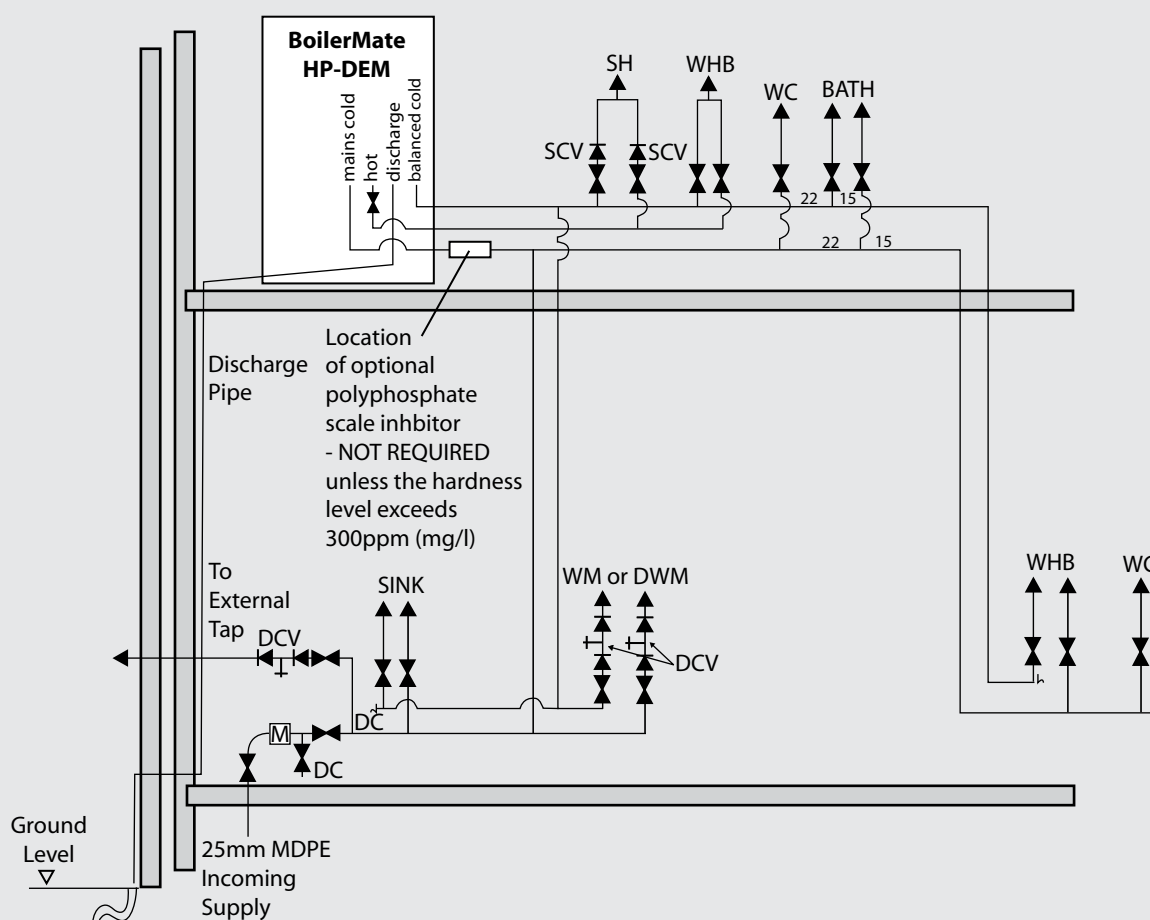 BoilerMate
HP-DEM
mains cold
hot
discharge
balanced cold
SH
WHB
WC
BATH
SCV
SCV
22
15
22
15
Discharge
Pipe
Location
of optional
polyphosphate
scale inhbitor
- NOT REQUIRED
unless the hardness
level exceeds
300ppm (mg/l)
To
External
Tap
DCV
SINK
WM or DWM
DCV
WHB
WC
DC
M
DC
Ground
Level
25mm MDPE
Incoming
Supply